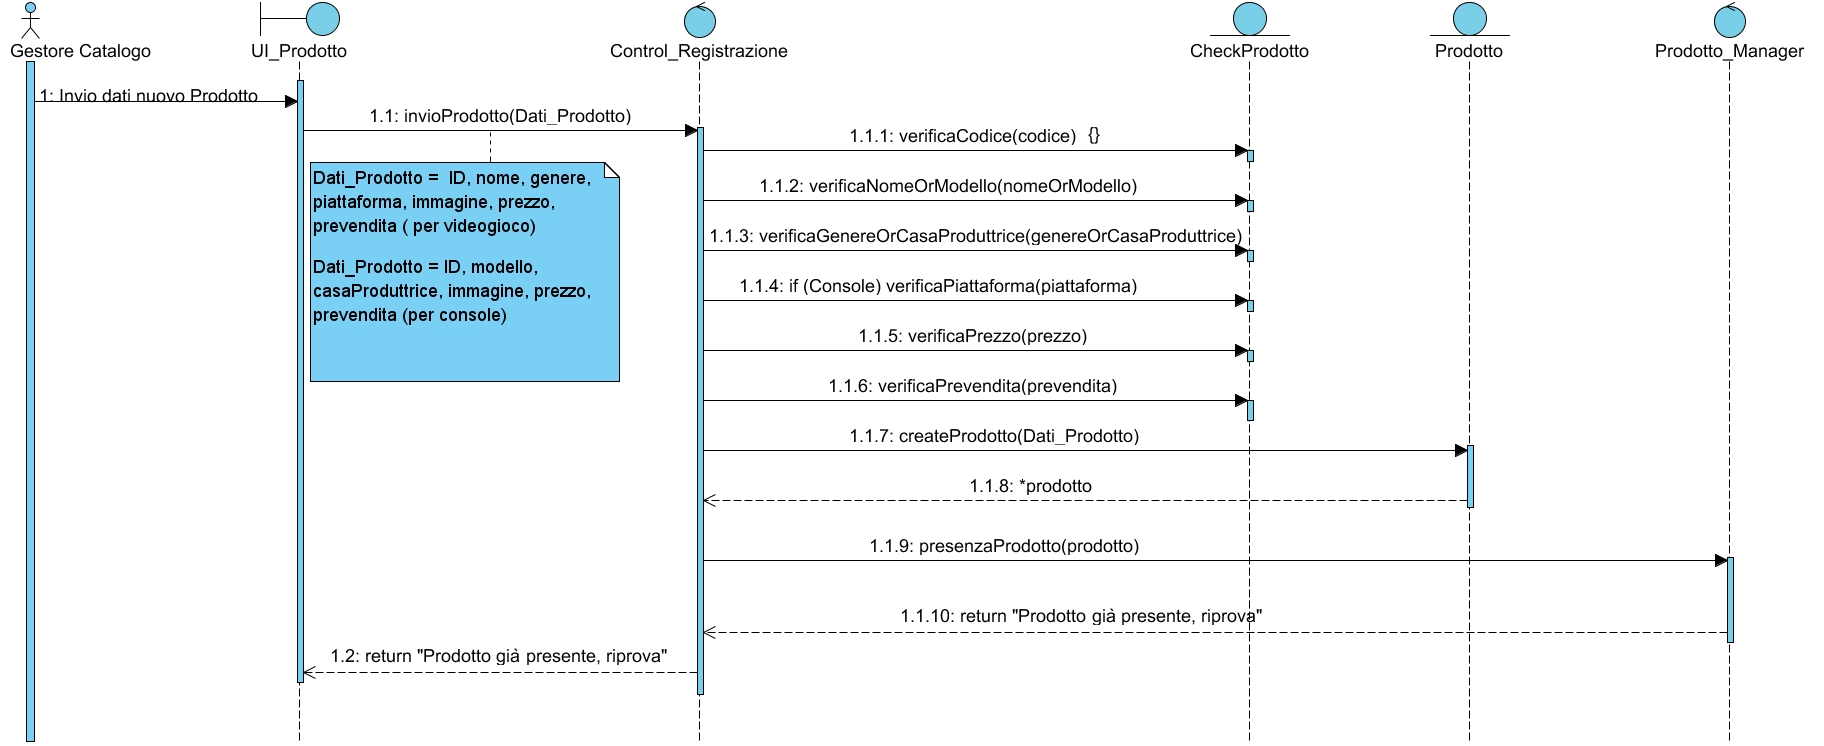 Gestore Catalogo
UI_Prodotto
Control_Registrazione
CheckProdotto
Prodotto
Prodotto_Manager
1: Invio dati nuovo Prodotto
1.1: invioProdotto(Dati_Prodotto)
Dati_Prodotto = ID, nome, genere,
piattaforma, immagine, prezzo,
prevendita ( per videogioco)
Dati_Prodotto = ID, modello,
casaProduttrice, immagine, prezzo,
prevendita (per console)
1.1.1: verificaCodice(codice) {}
1.1.2: verificaNomeOrModello(nomeOrModello)
1.1.3: verificaGenereOrCasaProduttrice(genereOrCasaProduttrice)
1.1.4: if (Console) verificaPiattaforma(piattaforma)
1.1.5: verificaPrezzo(prezzo)
1.1.6: verificaPrevendita(prevendita)
1.1.7: createProdotto(Dati_Prodotto)
1.1.8: *prodotto
1.1.9: presenzaProdotto(prodotto)
1.1.10: return "Prodotto già presente, riprova"
1.2: return "Prodotto già presente, riprova"